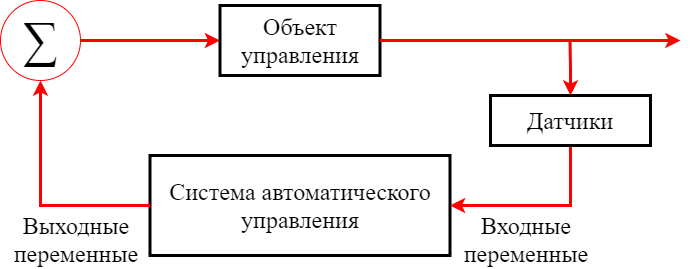 ∑
Объект
управления
Датчики
Система автоматического
управления
Выходные
переменные
Входные
переменные